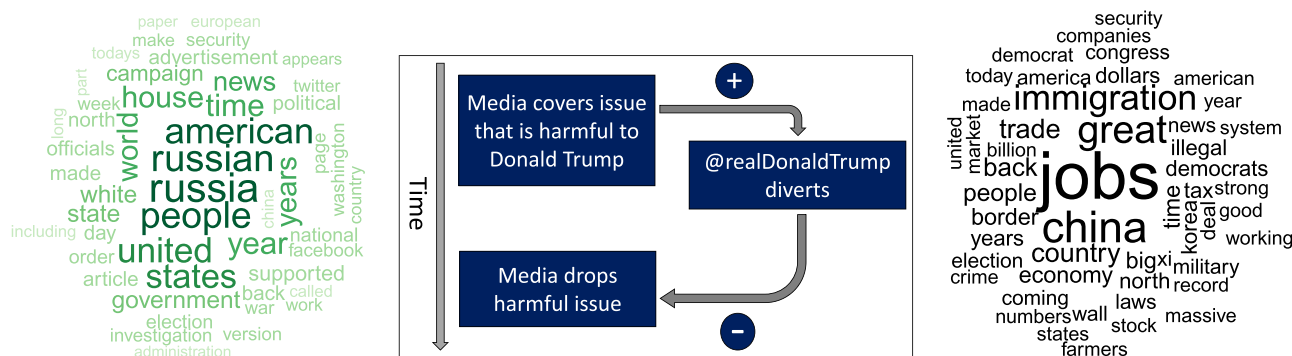 paper european
make security
todays advertisement appears
campaign news twitter
part house time political
week
long north world american
officials russian page washington
made russia years country
white people china
state
including day united year national
order facebook
article states supported
government back called
war work
election
investigation version
administration
Time
Media covers issue
that is harmful to
Donald Trump
+
@realDonaldTrump
diverts
Media drops
harmful issue
−
security
companies
democrat congress
today america dollars american
made immigration year
united market trade great news system
billion illegal
back jobs democrats
people time tax strong
border korea deal good
years china working
election country big xi military
crime economy north record
coming laws
numbers wall massive
states stock
farmers